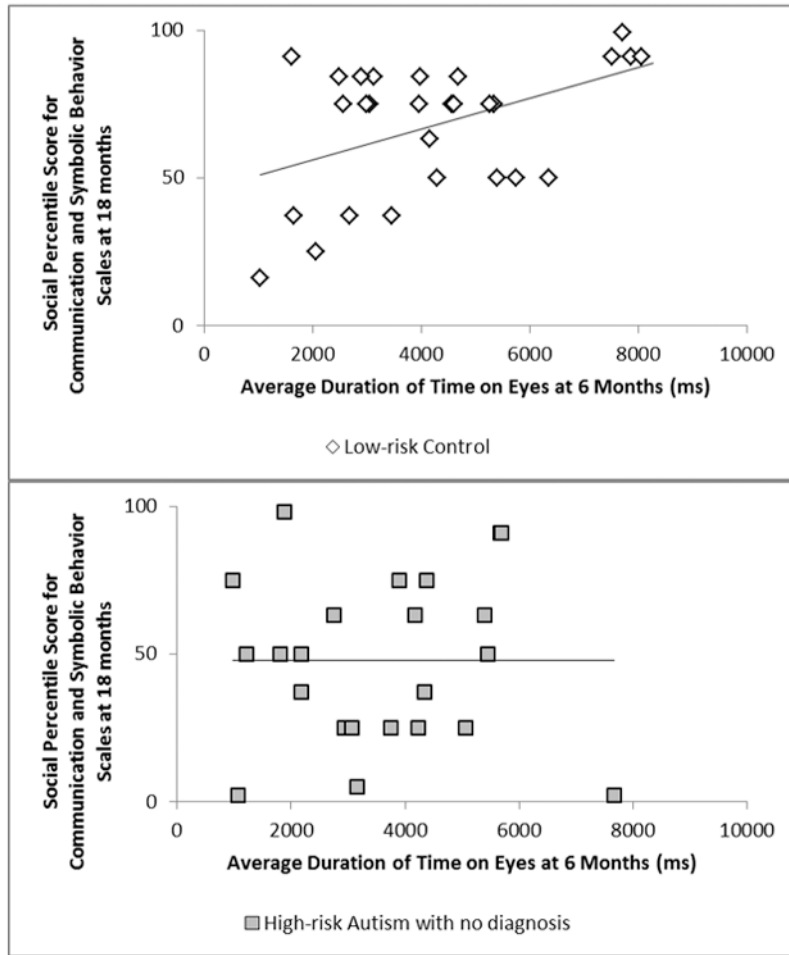 Social Percentile Score for
Communication and Symbolic Behavior
Scales at 18 months
100
50
0
0 2000 4000 6000 8000 10000
Average Duration of Time on Eyes at 6 Months (ms)
Low-risk Control
Social Percentile Score for
Communication and Symbolic Behavior
Scales at 18 months
100
50
0
0 2000 4000 6000 8000 10000
Average Duration of Time on Eyes at 6 Months (ms)
High-risk Autism with no diagnosis